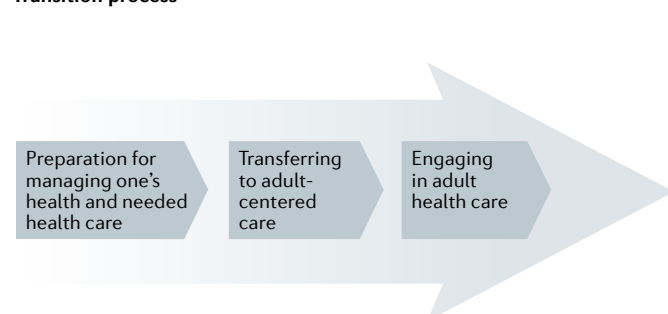 Transition process
Preparation for
managing one's
health and needed
health care
Transferring
to adult-
centered
care
Engaging
in adult
health care